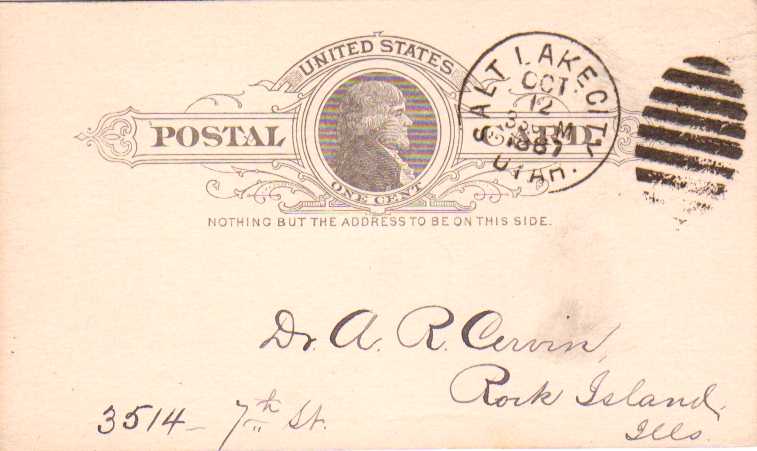 UNITED STATES
POSTAL CARD
ONE CENT
NOTHING BUT THE ADDRESS TO BE ON THIS SIDE.
SALT LAKE CITY
OCT
12
M
1887
UTAH.
Dr. A. R. Cervin,
Rock Island,
Ills.
3514 - 7th St.